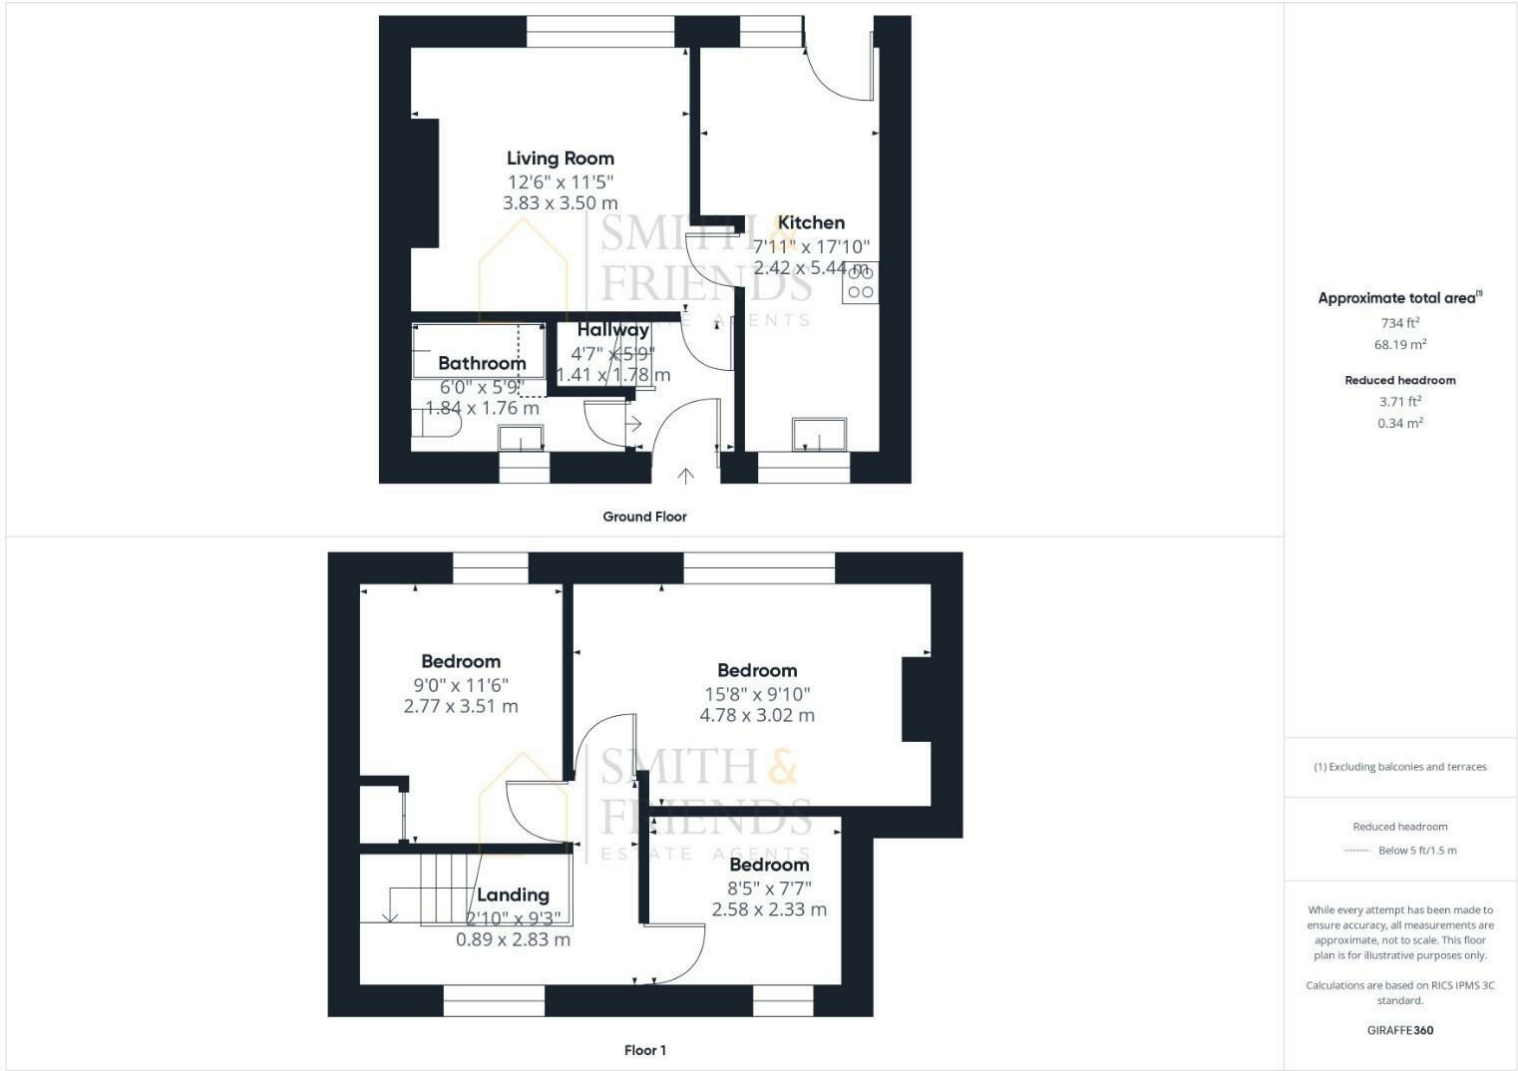 Living Room
12'6" x 11'5"
3.83 x 3.50 m
Kitchen
7'11" x 17'10"
2.42 x 5.44 m
SMITH &
FRIENDS
ESTATE AGENTS
Hallway
4'7" x 5'9"
1.41 x 1.78 m
Bathroom
6'0" x 5'9"
1.84 x 1.76 m
Ground Floor
Bedroom
9'0" x 11'6"
2.77 x 3.51 m
Bedroom
15'8" x 9'10"
4.78 x 3.02 m
SMITH &
FRIENDS
ESTATE AGENTS
Bedroom
8'5" x 7'7"
2.58 x 2.33 m
Landing
2'10" x 9'3"
0.89 x 2.83 m
Floor 1
Approximate total area⁽¹⁾
734 ft²
68.19 m²
Reduced headroom
3.71 ft²
0.34 m²
(1) Excluding balconies and terraces
Reduced headroom
Below 5 ft/1.5 m
While every attempt has been made to
ensure accuracy, all measurements are
approximate, not to scale. This floor
plan is for illustrative purposes only.
Calculations are based on RICS IPMS 3C
standard.
GIRAFFE360